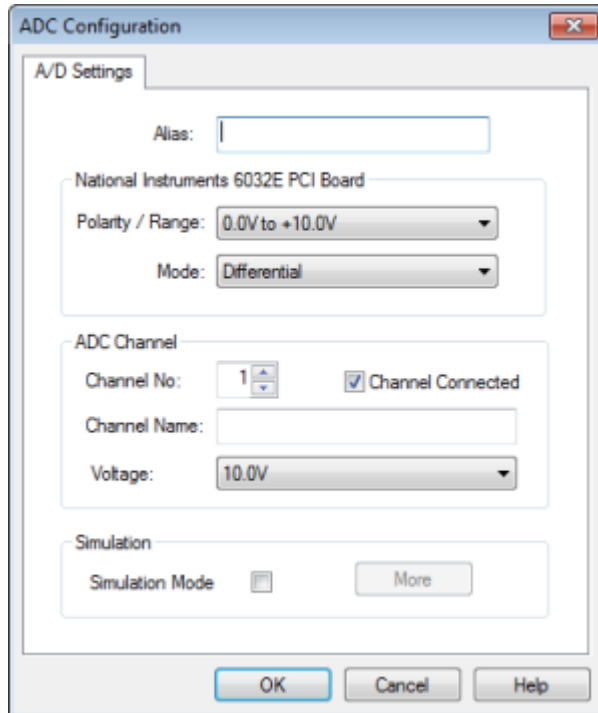 ADC Configuration
A/D Settings
Alias:
National Instruments 6032E PCI Board
Polarity / Range: 0.0V to +10.0V
Mode: Differential
ADC Channel
Channel No: 1 Channel Connected
Channel Name:
Voltage: 10.0V
Simulation
Simulation Mode More
OK Cancel Help